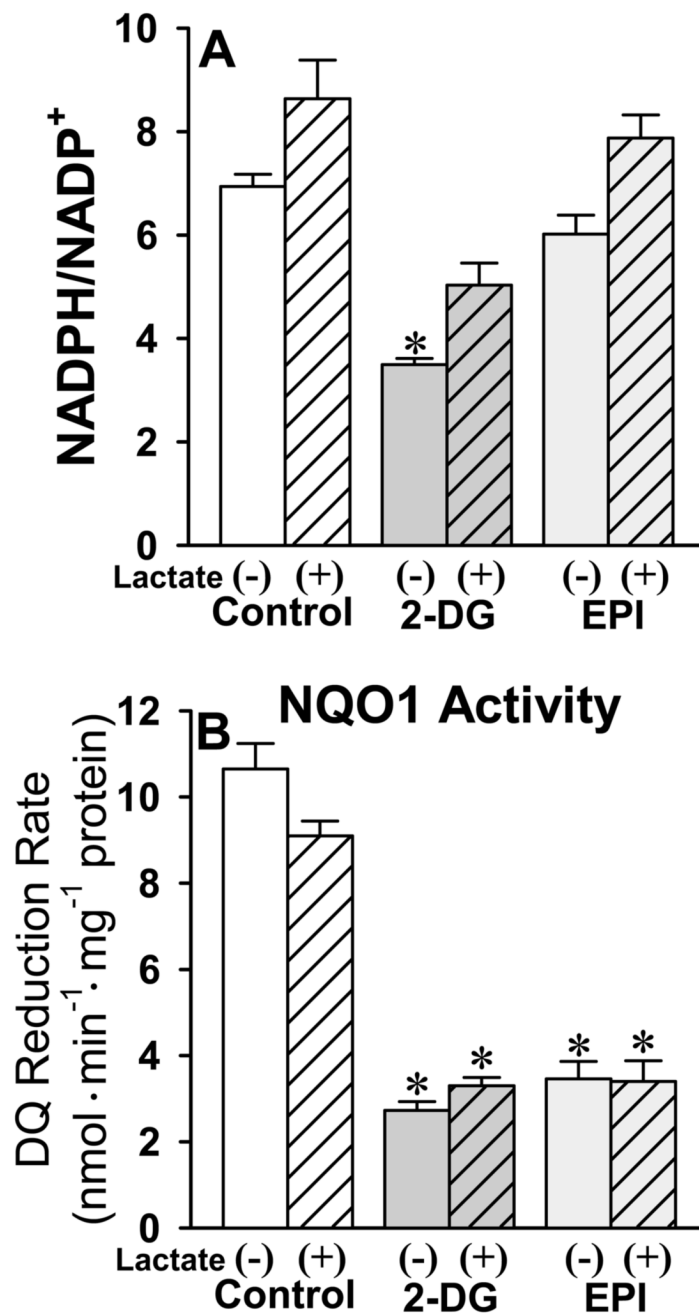 A
NADPH/NADP⁺
10
8
6
4
2
0
*
Lactate (-) (+) (-) (+) (-) (+)
Control 2-DG EPI
NQO1 Activity
B
DQ Reduction Rate
(nmol·min⁻¹·mg⁻¹ protein)
12
10
8
6
4
2
0
* * * *
Lactate (-) (+) (-) (+) (-) (+)
Control 2-DG EPI